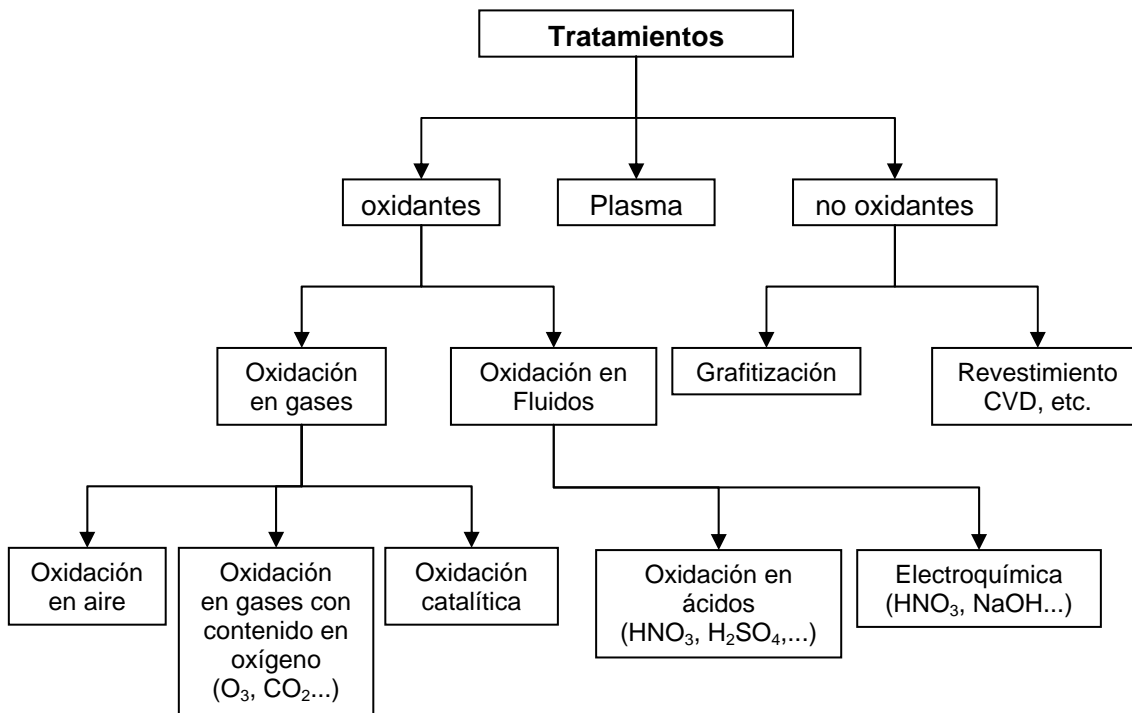 Tratamientos
oxidantes
Plasma
no oxidantes
Oxidación
en gases
Oxidación en
Fluidos
Grafitización
Revestimiento
CVD, etc.
Oxidación
en aire
Oxidación
en gases con
contenido en
oxígeno
(O₃, CO₂...)
Oxidación
catalítica
Oxidación en
ácidos
(HNO₃, H₂SO₄,...)
Electroquímica
(HNO₃, NaOH...)